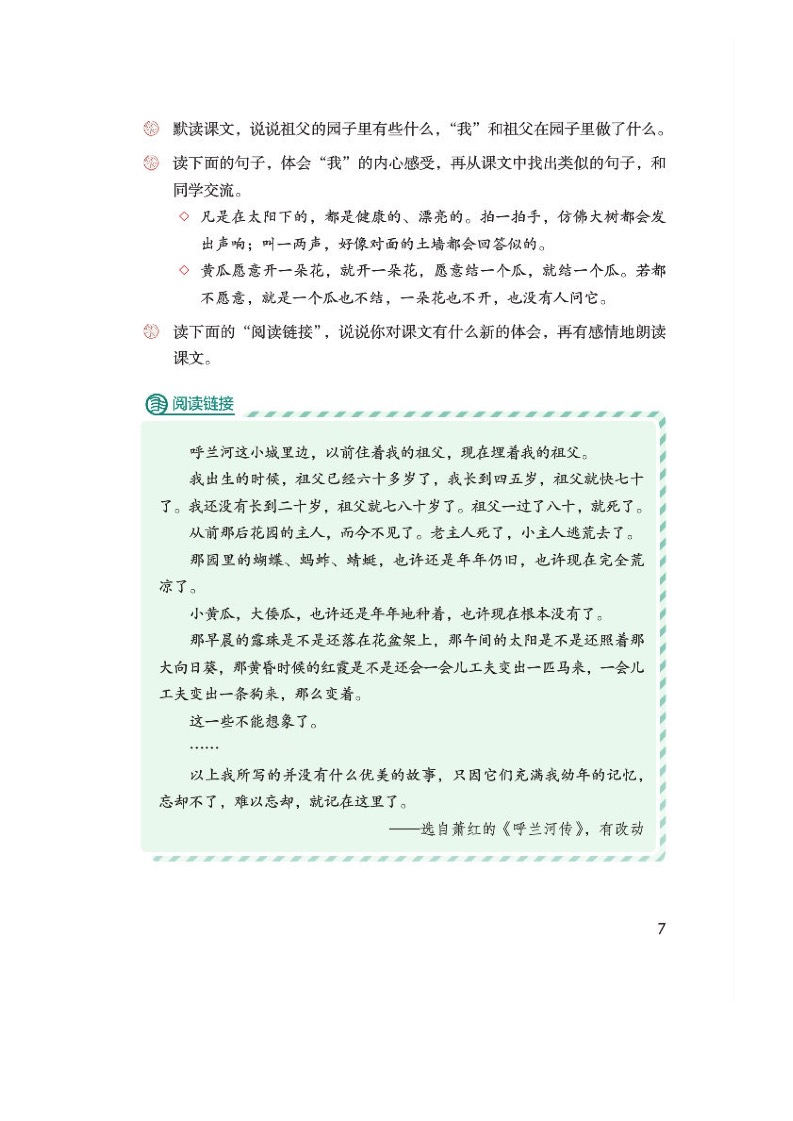 默读课文，说说祖父的园子里有些什么，“我”和祖父在园子里做了什么。
读下面的句子，体会“我”的内心感受，再从课文中找出类似的句子，和
同学交流。
◇ 凡是在太阳下的，都是健康的、漂亮的。拍一拍手，仿佛大树都会发
出声响；叫一两声，好像对面的土墙都会回答似的。
◇ 黄瓜愿意开一朵花，就开一朵花，愿意结一个瓜，就结一个瓜。若都
不愿意，就是一个瓜也不结，一朵花也不开，也没有人问它。
读下面的“阅读链接”，说说你对课文有什么新的体会，再有感情地朗读
课文。
阅读链接
呼兰河这小城里边，以前住着我的祖父，现在埋着我的祖父。
我出生的时候，祖父已经六十多岁了，我长到四五岁，祖父就快七十
了。我还没有长到二十岁，祖父就七八十岁了。祖父一过了八十，就死了。
从前那后花园的主人，而今不见了。老主人死了，小主人逃荒去了。
那园里的蝴蝶、蚂蚱、蜻蜓，也许还是年年仍旧，也许现在完全荒
凉了。
小黄瓜，大倭瓜，也许还是年年地种着，也许现在根本没有了。
那早晨的露珠是不是还落在花盆架上，那午间的太阳是不是还照着那
大向日葵，那黄昏时候的红霞是不是还会一会儿工夫变出一匹马来，一会儿
工夫变出一条狗来，那么变着。
这一些不能想象了。
……
以上我所写的并没有什么优美的故事，只因它们充满我幼年的记忆，
忘却不了，难以忘却，就记在这里了。
——选自萧红的《呼兰河传》，有改动
7